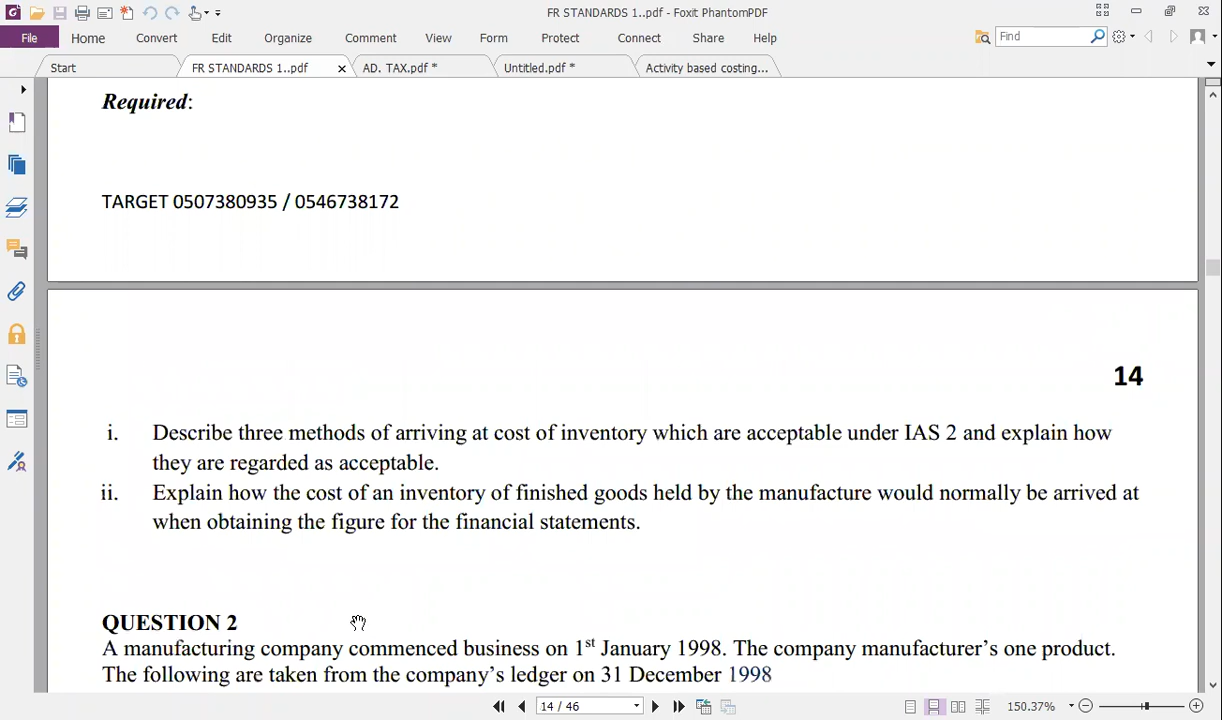 FR STANDARDS 1..pdf - Foxit PhantomPDF
File Home Convert Edit Organize Comment View Form Protect Connect Share Help Find
Start FR STANDARDS 1..pdf AD. TAX.pdf * Untitled.pdf * Activity based costing...
Required:
TARGET 0507380935 / 0546738172
14
i. Describe three methods of arriving at cost of inventory which are acceptable under IAS 2 and explain how
they are regarded as acceptable.
ii. Explain how the cost of an inventory of finished goods held by the manufacture would normally be arrived at
when obtaining the figure for the financial statements.
QUESTION 2
A manufacturing company commenced business on 1st January 1998. The company manufacturer’s one product.
The following are taken from the company’s ledger on 31 December 1998
14 / 46 150.37%